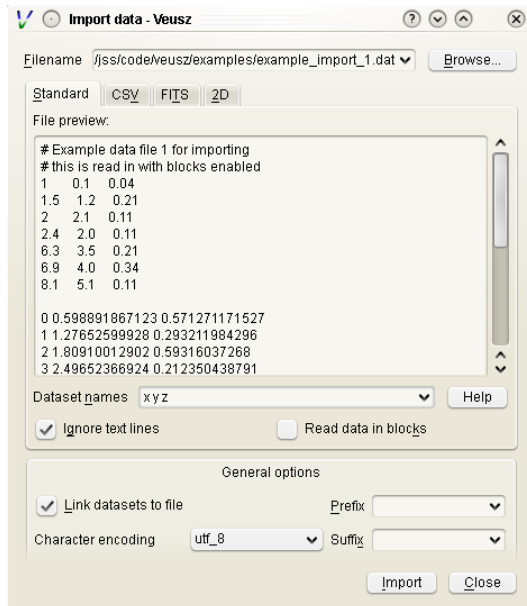 Import data - Veusz
Filename /jss/code/veusz/examples/example_import_1.dat Browse...
Standard CSV FITS 2D
File preview:
# Example data file 1 for importing
# this is read in with blocks enabled
1 0.1 0.04
1.5 1.2 0.21
2 2.1 0.11
2.4 2.0 0.11
6.3 3.5 0.21
6.9 4.0 0.34
8.1 5.1 0.11
0 0.598891867123 0.571271171527
1 1.27652599928 0.293211984296
2 1.80910012902 0.59316037268
3 2.49652366924 0.212350438791
Dataset names x y z Help
Ignore text lines Read data in blocks
General options
Link datasets to file Prefix
Character encoding utf_8 Suffix
Import Close